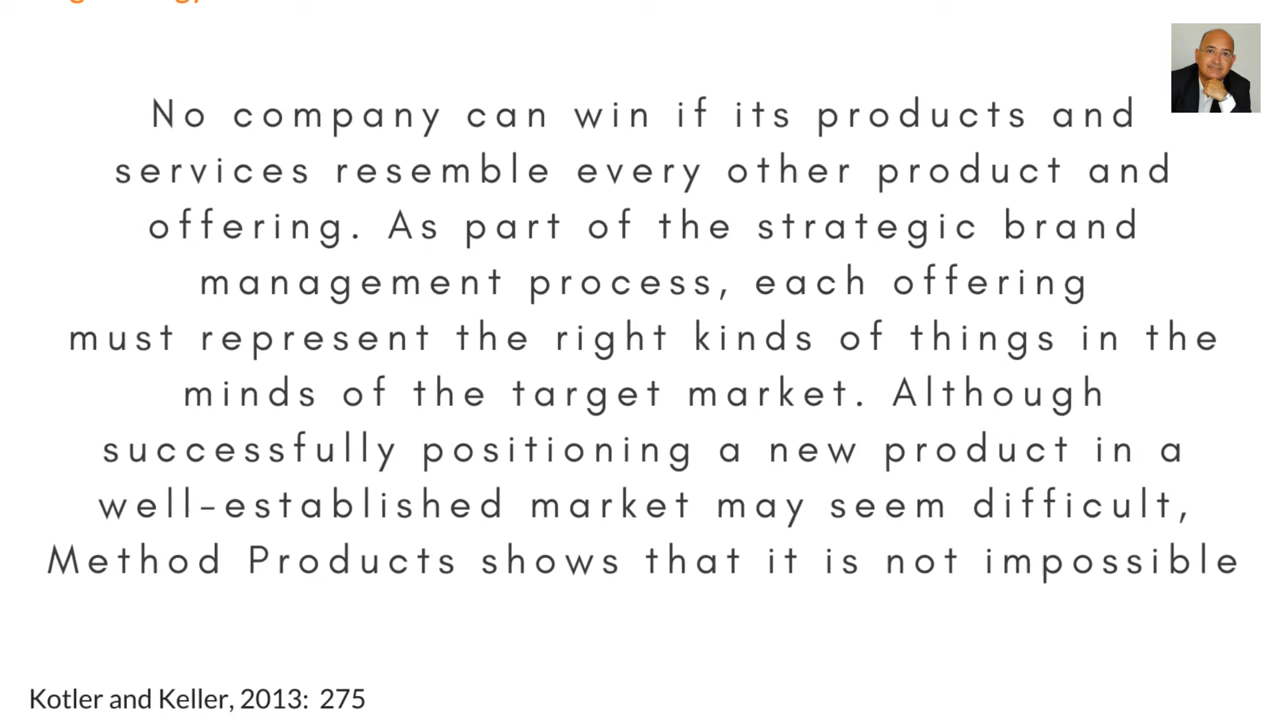 No company can win if its products and
services resemble every other product and
offering. As part of the strategic brand
management process, each offering
must represent the right kinds of things in the
minds of the target market. Although
successfully positioning a new product in a
well-established market may seem difficult,
Method Products shows that it is not impossible
Kotler and Keller, 2013: 275